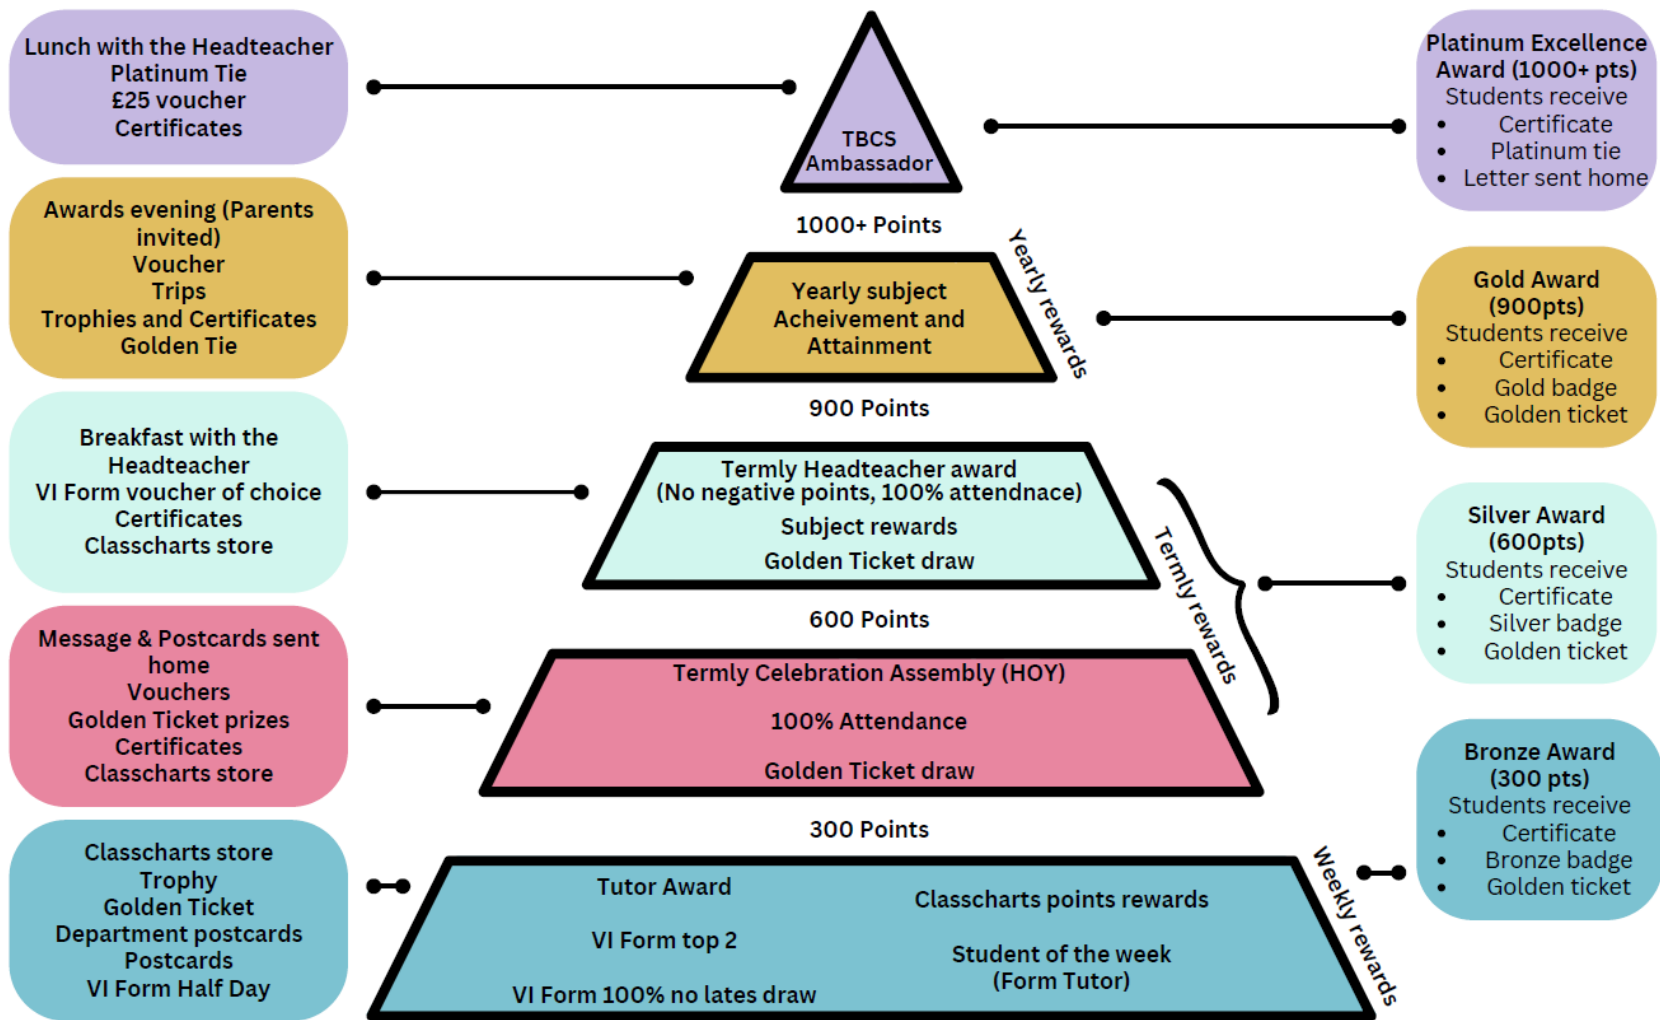 Lunch with the Headteacher
Platinum Tie
£25 voucher
Certificates
TBCS
Ambassador
Platinum Excellence
Award (1000+ pts)
Students receive
• Certificate
• Platinum tie
• Letter sent home
1000+ Points
Awards evening (Parents
invited)
Voucher
Trips
Trophies and Certificates
Golden Tie
Yearly subject
Acheivement and
Attainment
Yearly rewards
Gold Award
(900pts)
Students receive
• Certificate
• Gold badge
• Golden ticket
900 Points
Breakfast with the
Headteacher
VI Form voucher of choice
Certificates
Classcharts store
Termly Headteacher award
(No negative points, 100% attendnace)
Subject rewards
Golden Ticket draw
Termly rewards
Silver Award
(600pts)
Students receive
• Certificate
• Silver badge
• Golden ticket
600 Points
Message & Postcards sent
home
Vouchers
Golden Ticket prizes
Certificates
Classcharts store
Termly Celebration Assembly (HOY)
100% Attendance
Golden Ticket draw
300 Points
Classcharts store
Trophy
Golden Ticket
Department postcards
Postcards
VI Form Half Day
Tutor Award
VI Form top 2
VI Form 100% no lates draw
Classcharts points rewards
Student of the week
(Form Tutor)
Weekly rewards
Bronze Award
(300 pts)
Students receive
• Certificate
• Bronze badge
• Golden ticket